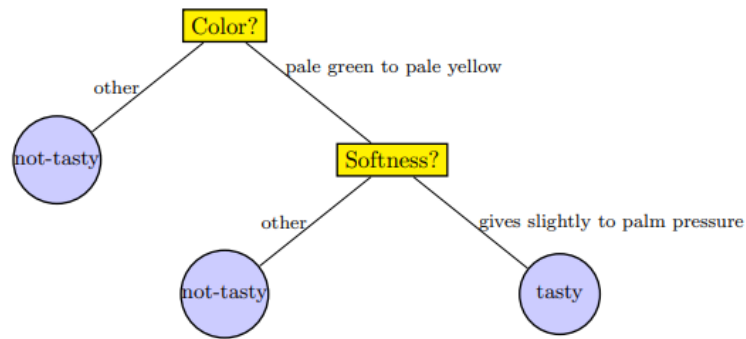 Color?
other
pale green to pale yellow
not-tasty
Softness?
other
gives slightly to palm pressure
not-tasty
tasty